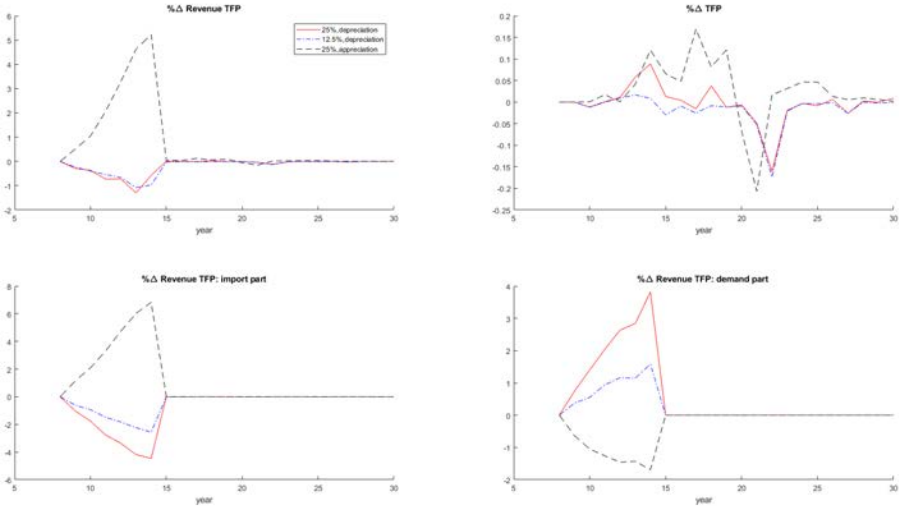 %△ Revenue TFP
6
5
4
3
2
1
0
-1
-2
5 10 15 20 25 30
year
25%,depreciation
12.5%,depreciation
25%,appreciation
%△ TFP
0.2
0.15
0.1
0.05
0
-0.05
-0.1
-0.15
-0.2
-0.25
5 10 15 20 25 30
year
%△ Revenue TFP: import part
8
6
4
2
0
-2
-4
-6
5 10 15 20 25 30
year
%△ Revenue TFP: demand part
4
3
2
1
0
-1
-2
5 10 15 20 25 30
year